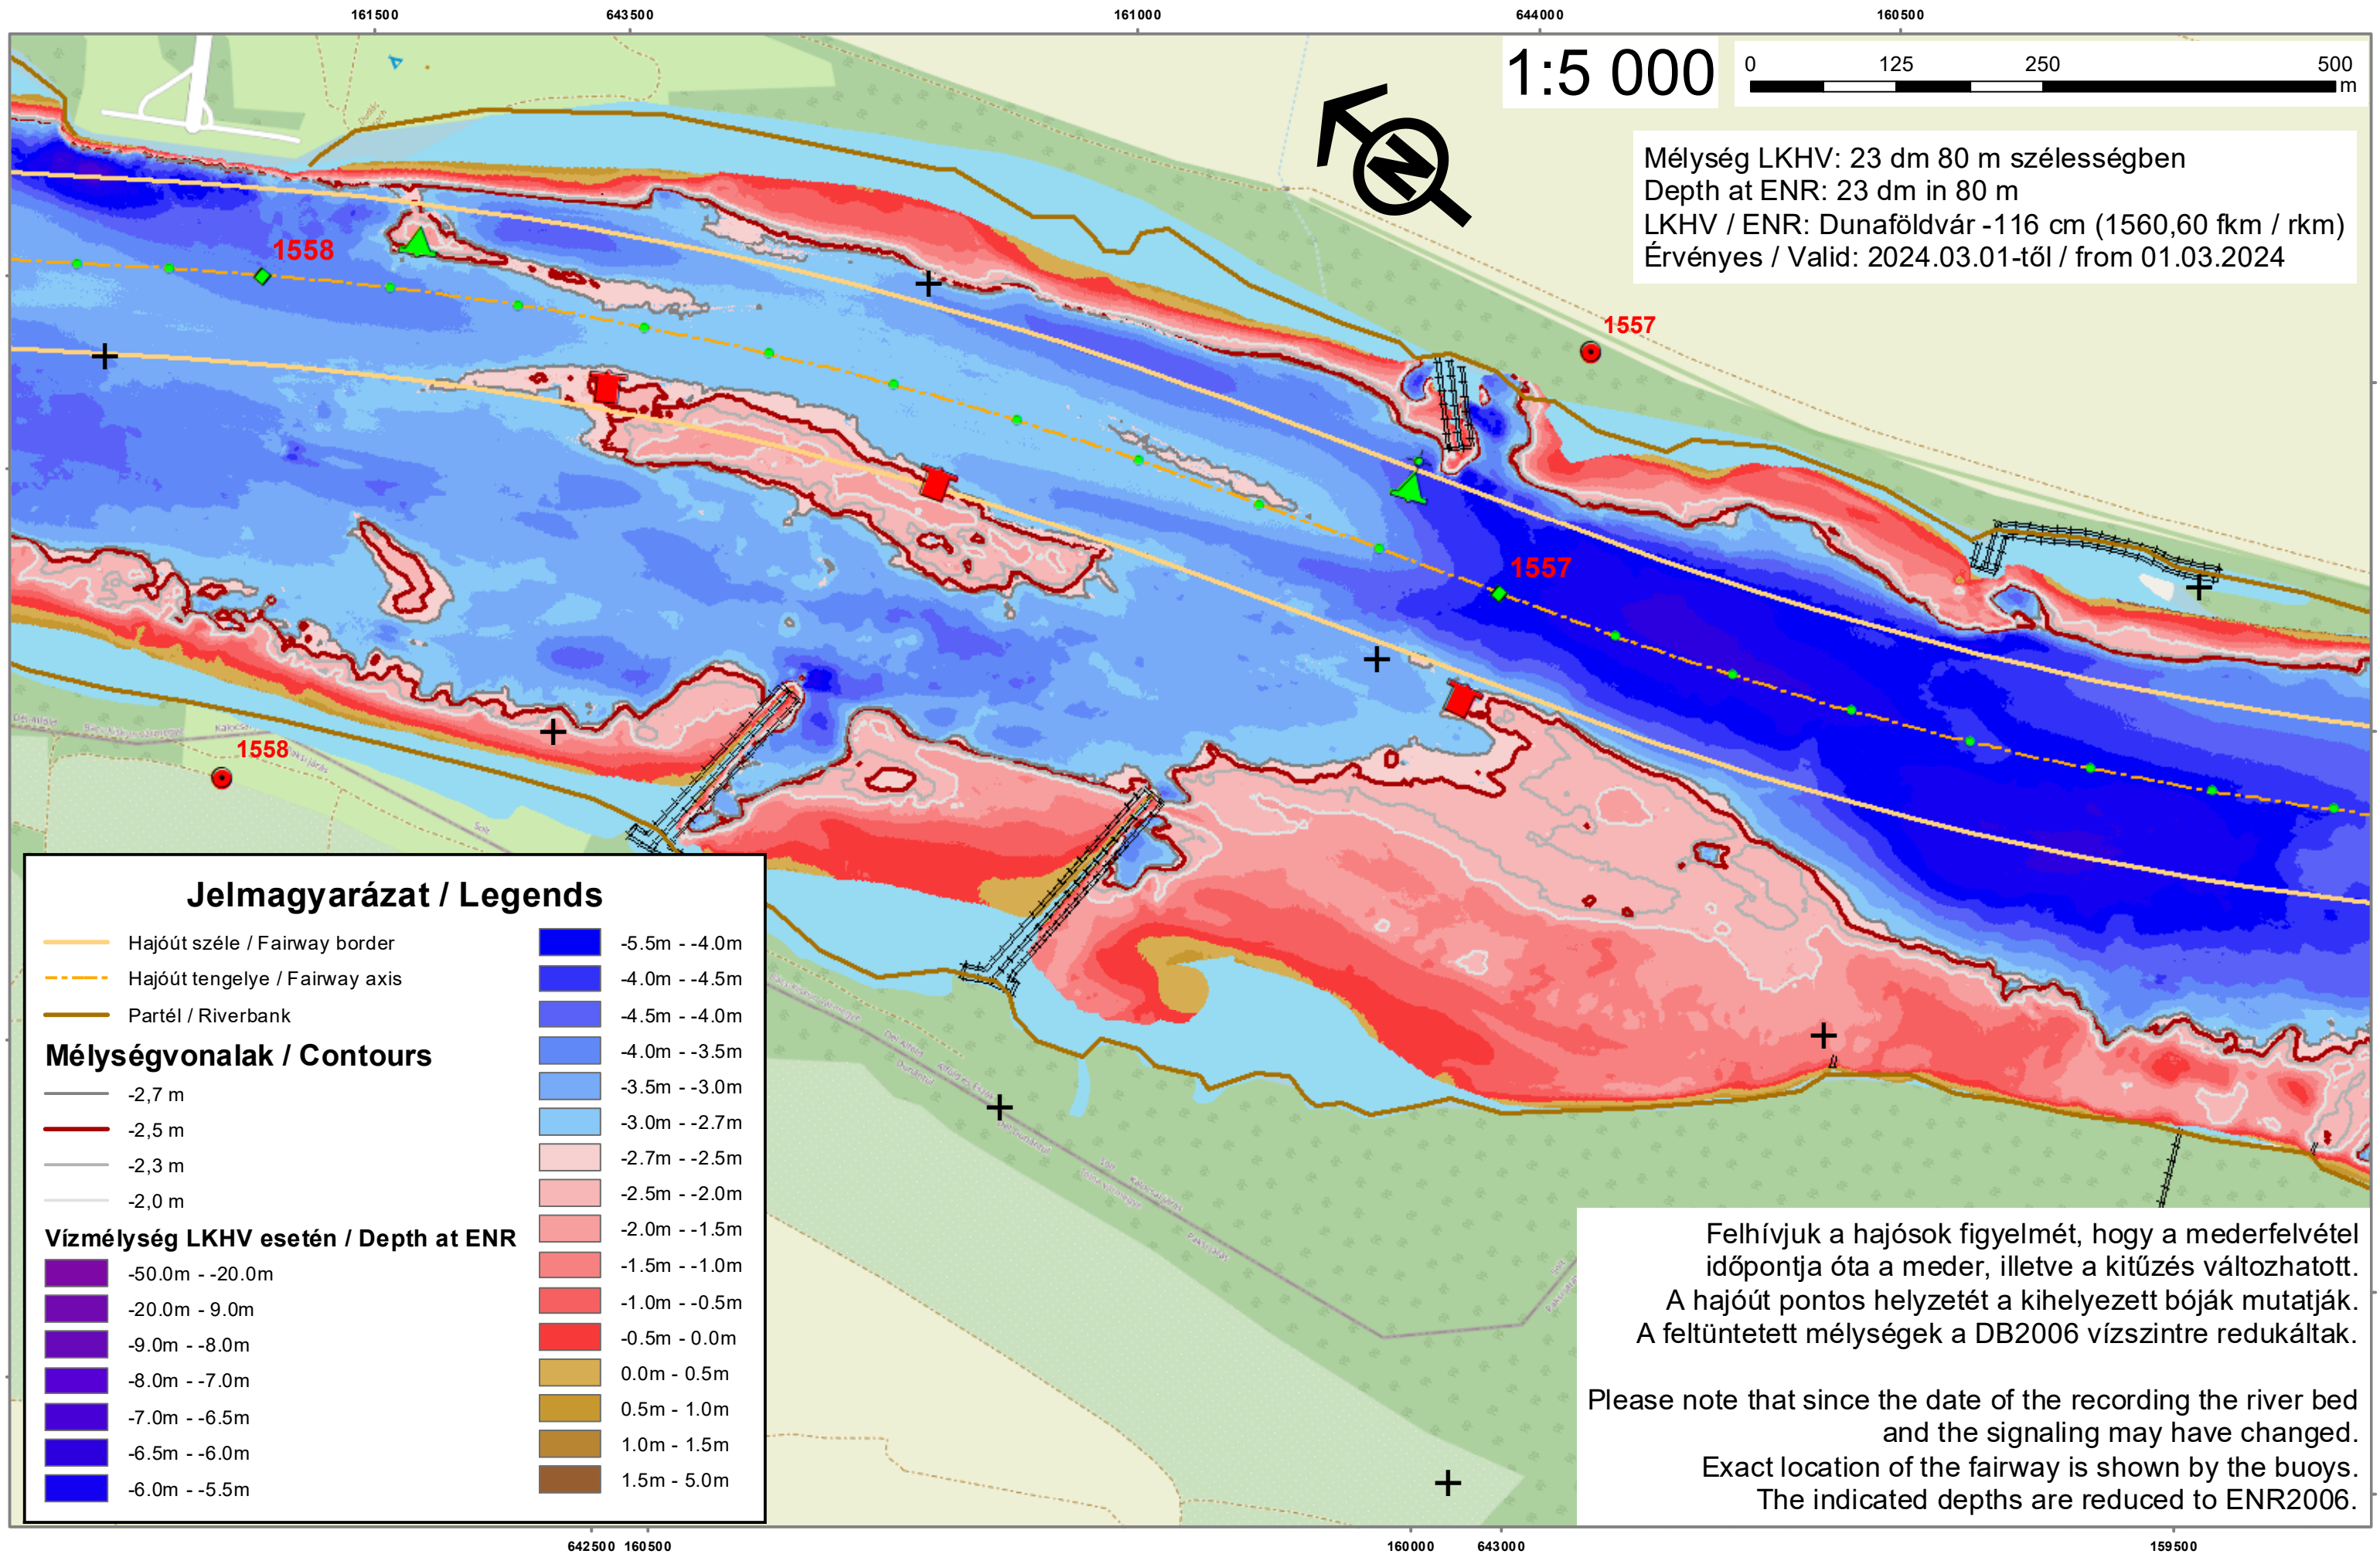 161500 643500 161000 644000 160500
1:5 000
0 125 250 500
m
Mélység LKHV: 23 dm 80 m szélességben
Depth at ENR: 23 dm in 80 m
LKHV / ENR: Dunaföldvár -116 cm (1560,60 fkm / rkm)
Érvényes / Valid: 2024.03.01-től / from 01.03.2024
N
1558
1557
1557
1558
Solt
Jelmagyarázat / Legends
Hajóút széle / Fairway border
Hajóút tengelye / Fairway axis
Partél / Riverbank
Mélységvonalak / Contours
-2,7 m
-2,5 m
-2,3 m
-2,0 m
Vízmélység LKHV esetén / Depth at ENR
-50.0m - -20.0m
-20.0m - 9.0m
-9.0m - -8.0m
-8.0m - -7.0m
-7.0m - -6.5m
-6.5m - -6.0m
-6.0m - -5.5m
-5.5m - -4.0m
-4.0m - -4.5m
-4.5m - -4.0m
-4.0m - -3.5m
-3.5m - -3.0m
-3.0m - -2.7m
-2.7m - -2.5m
-2.5m - -2.0m
-2.0m - -1.5m
-1.5m - -1.0m
-1.0m - -0.5m
-0.5m - 0.0m
0.0m - 0.5m
0.5m - 1.0m
1.0m - 1.5m
1.5m - 5.0m
Felhívjuk a hajósok figyelmét, hogy a mederfelvétel
időpontja óta a meder, illetve a kitűzés változhatott.
A hajóút pontos helyzetét a kihelyezett bóják mutatják.
A feltüntetett mélységek a DB2006 vízszintre redukáltak.
Please note that since the date of the recording the river bed
and the signaling may have changed.
Exact location of the fairway is shown by the buoys.
The indicated depths are reduced to ENR2006.
642500 160500 160000 643000 159500